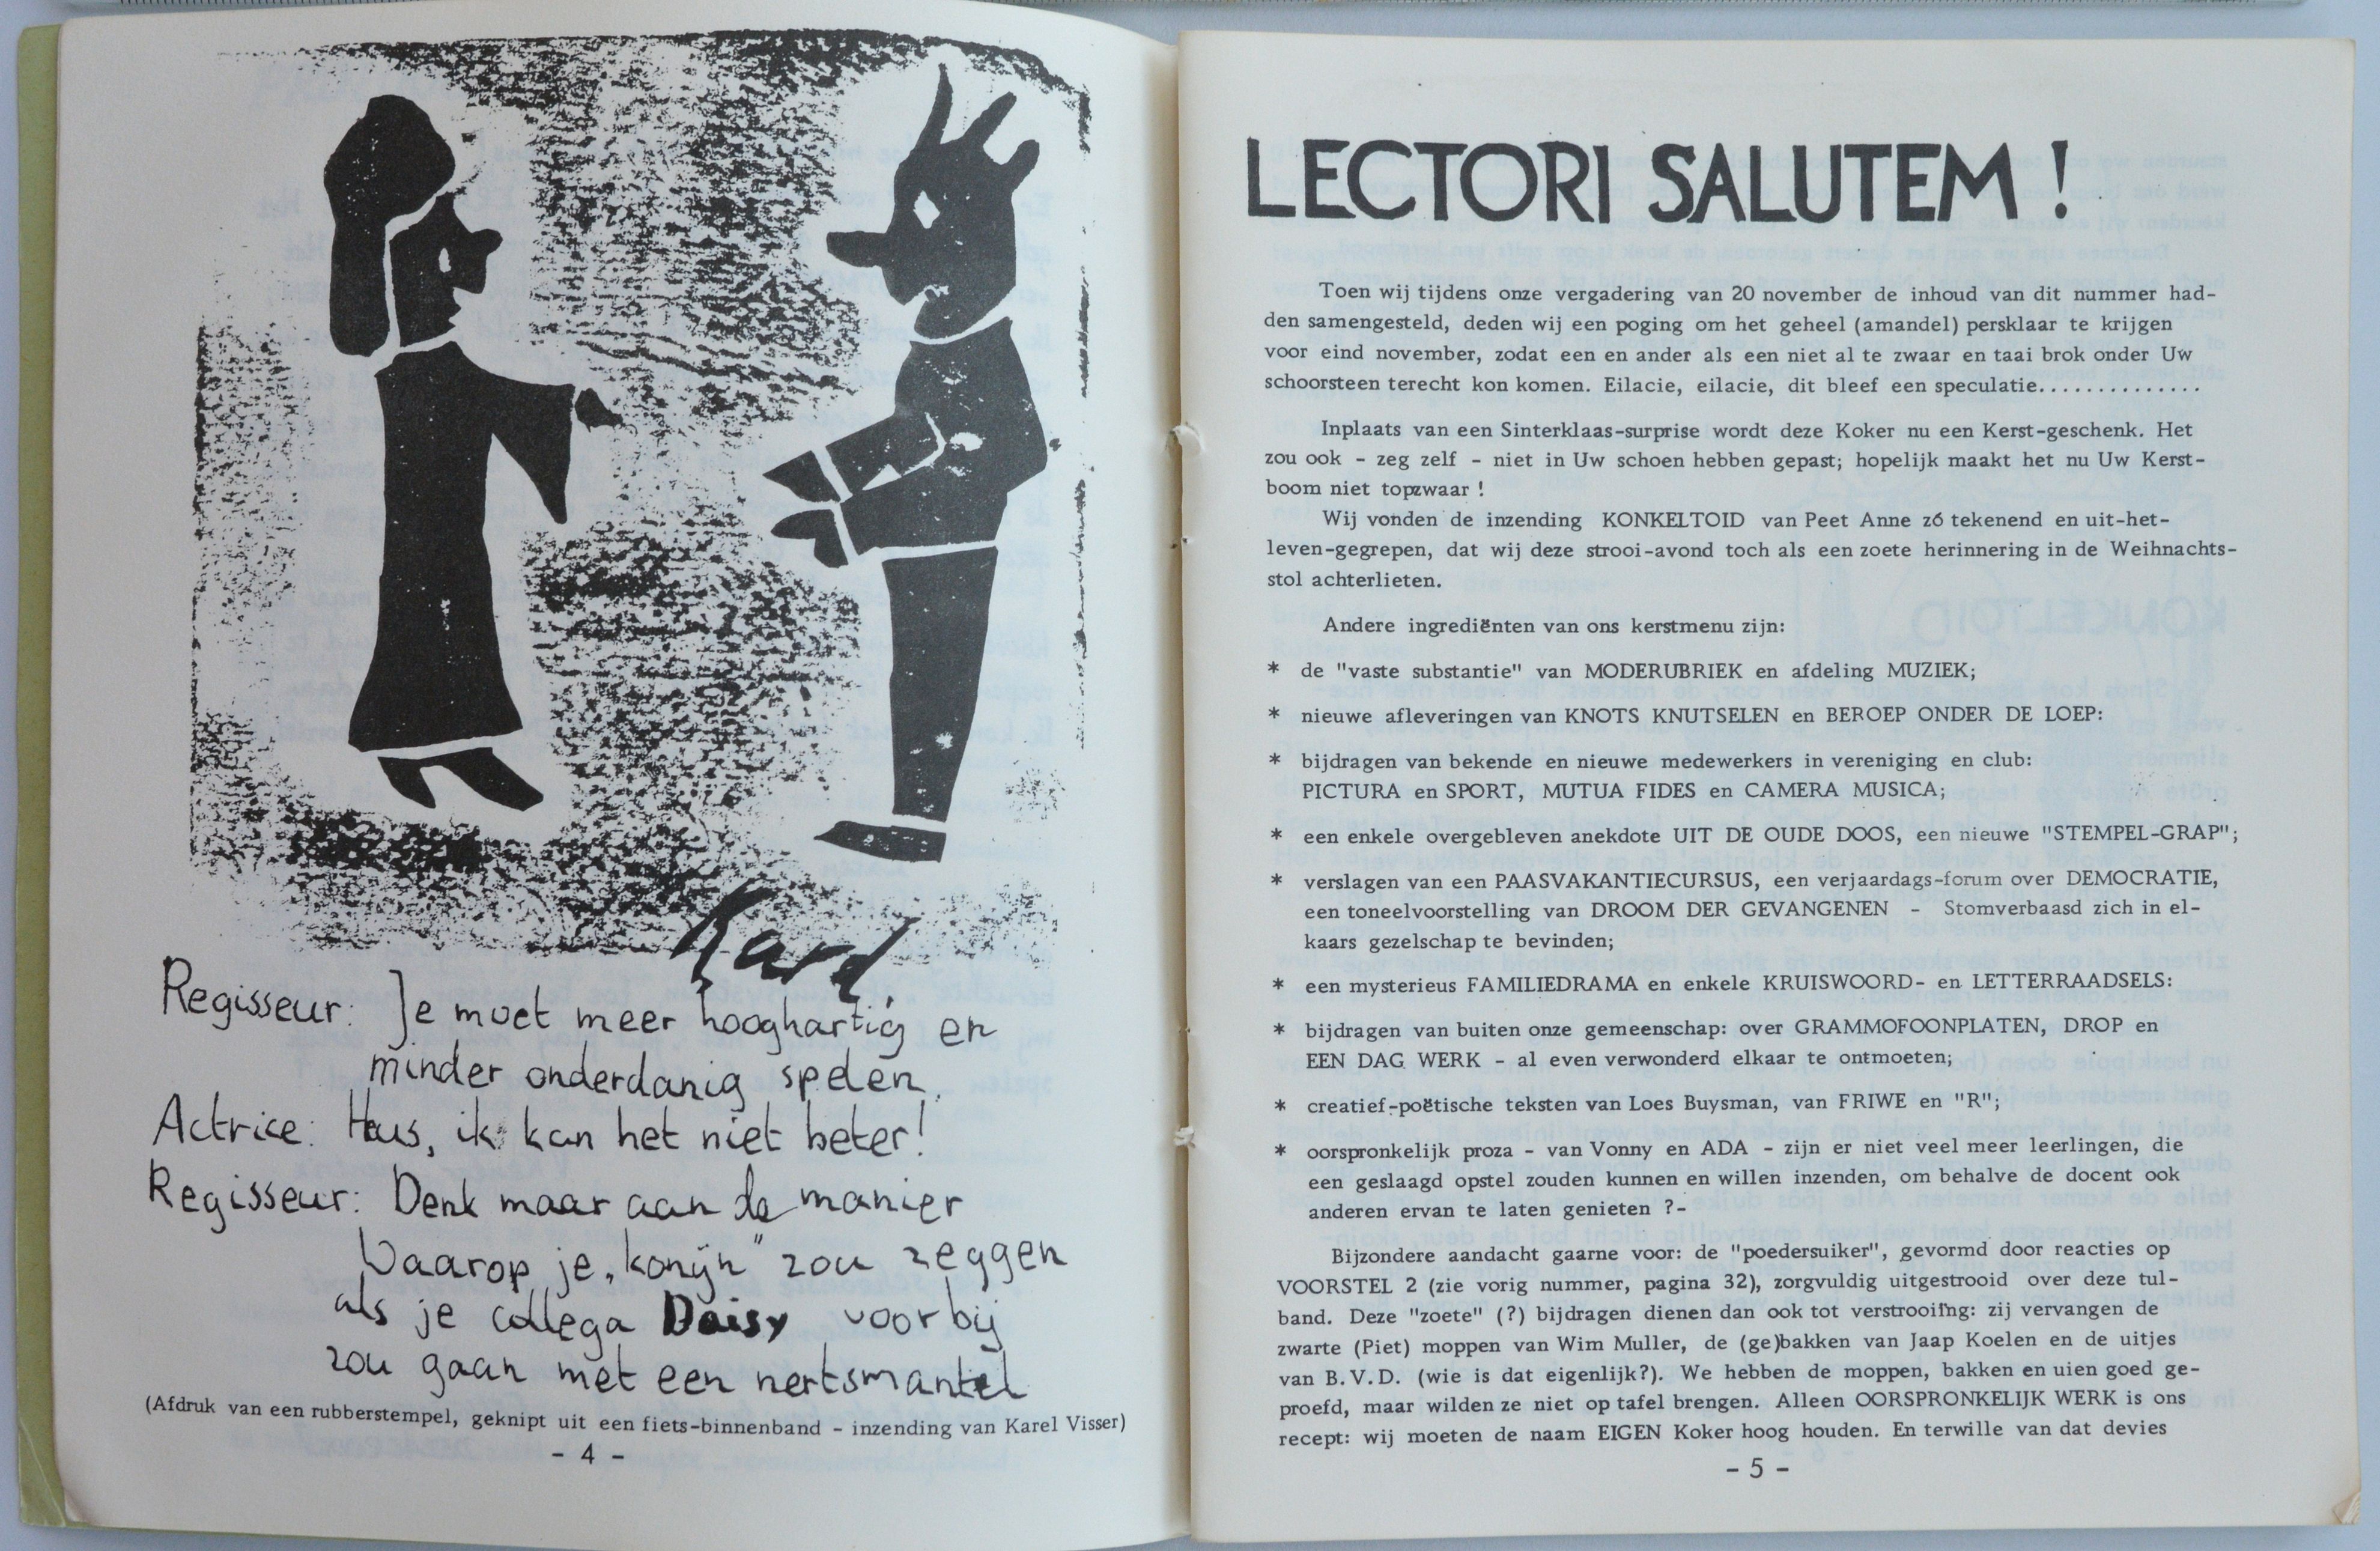 Karel
Regisseur: Je moet meer hooghartig en
minder onderdanig spelen.
Actrice: Hus, ik kan het niet beter!
Regisseur: Denk maar aan de manier
Waarop je „konijn" zou zeggen
als je collega Daisy voorbij
zou gaan met een nertsmantel
(Afdruk van een rubberstempel, geknipt uit een fiets-binnenband - inzending van Karel Visser)
- 4 -
LECTORI SALUTEM !
Toen wij tijdens onze vergadering van 20 november de inhoud van dit nummer had-
den samengesteld, deden wij een poging om het geheel (amandel) persklaar te krijgen
voor eind november, zodat een en ander als een niet al te zwaar en taai brok onder Uw
schoorsteen terecht kon komen. Eilacie, eilacie, dit bleef een speculatie..............
Inplaats van een Sinterklaas-surprise wordt deze Koker nu een Kerst-geschenk. Het
zou ook - zeg zelf - niet in Uw schoen hebben gepast; hopelijk maakt het nu Uw Kerst-
boom niet topzwaar !
Wij vonden de inzending KONKELTOID van Peet Anne zó tekenend en uit-het-
leven-gegrepen, dat wij deze strooi-avond toch als een zoete herinnering in de Weihnachts-
stol achterlieten.
Andere ingrediënten van ons kerstmenu zijn:
* de "vaste substantie" van MODERUBRIEK en afdeling MUZIEK;
* nieuwe afleveringen van KNOTS KNUTSELEN en BEROEP ONDER DE LOEP:
* bijdragen van bekende en nieuwe medewerkers in vereniging en club:
PICTURA en SPORT, MUTUA FIDES en CAMERA MUSICA;
* een enkele overgebleven anekdote UIT DE OUDE DOOS, een nieuwe "STEMPEL-GRAP";
* verslagen van een PAASVAKANTIECURSUS, een verjaardags-forum over DEMOCRATIE,
een toneelvoorstelling van DROOM DER GEVANGENEN - Stomverbaasd zich in el-
kaars gezelschap te bevinden;
* een mysterieus FAMILIEDRAMA en enkele KRUISWOORD- en LETTERRAADSELS:
* bijdragen van buiten onze gemeenschap: over GRAMMOFOONPLATEN, DROP en
EEN DAG WERK - al even verwonderd elkaar te ontmoeten;
* creatief-poëtische teksten van Loes Buysman, van FRIWE en "R";
* oorspronkelijk proza - van Vonny en ADA - zijn er niet veel meer leerlingen, die
een geslaagd opstel zouden kunnen en willen inzenden, om behalve de docent ook
anderen ervan te laten genieten ?-
Bijzondere aandacht gaarne voor: de "poedersuiker", gevormd door reacties op
VOORSTEL 2 (zie vorig nummer, pagina 32), zorgvuldig uitgestrooid over deze tul-
band. Deze "zoete" (?) bijdragen dienen dan ook tot verstrooiing: zij vervangen de
zwarte (Piet) moppen van Wim Muller, de (ge)bakken van Jaap Koelen en de uitjes
van B.V.D. (wie is dat eigenlijk?). We hebben de moppen, bakken en uien goed ge-
proefd, maar wilden ze niet op tafel brengen. Alleen OORSPRONKELIJK WERK is ons
recept: wij moeten de naam EIGEN Koker hoog houden. En terwille van dat devies
- 5 -